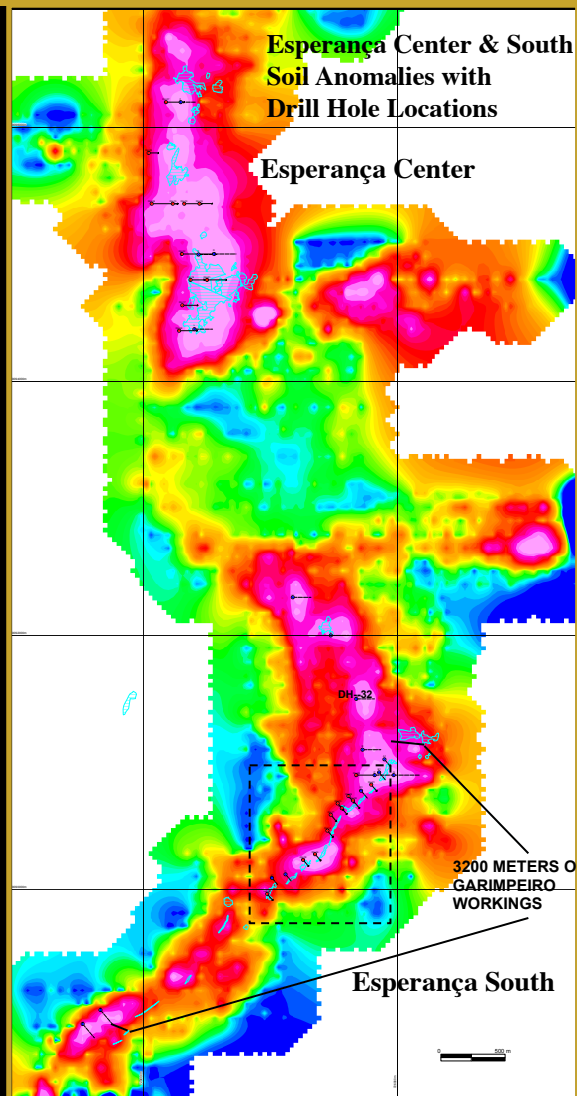 Esperança Center & South
Soil Anomalies with
Drill Hole Locations
Esperança Center
DH-32
3200 METERS O
GARIMPEIRO
WORKINGS
Esperança South
0 500 m